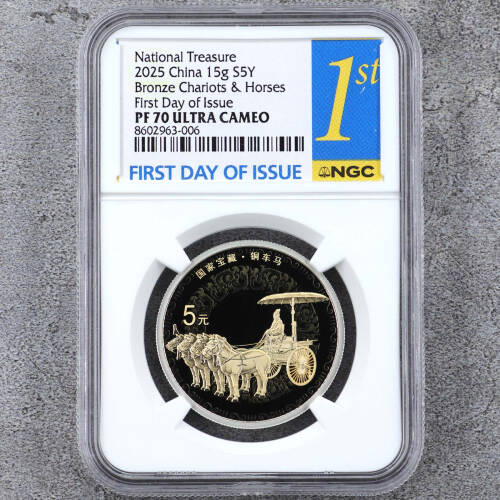 National Treasure
2025 China 15g S5Y
Bronze Chariots & Horses
First Day of Issue
PF 70 ULTRA CAMEO
8602963-006
FIRST DAY OF ISSUE
1st
NGC
国家宝藏·铜车马
5元